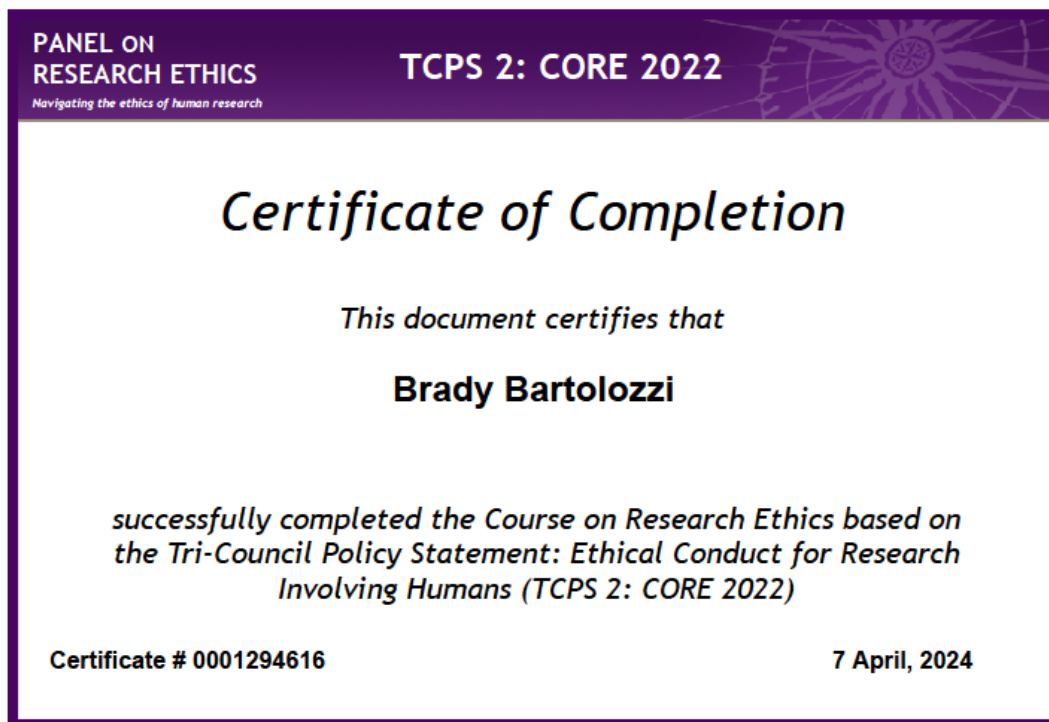 PANEL ON
RESEARCH ETHICS
Navigating the ethics of human research
TCPS 2: CORE 2022
Certificate of Completion
This document certifies that
Brady Bartolozzi
successfully completed the Course on Research Ethics based on
the Tri-Council Policy Statement: Ethical Conduct for Research
Involving Humans (TCPS 2: CORE 2022)
Certificate # 0001294616
7 April, 2024